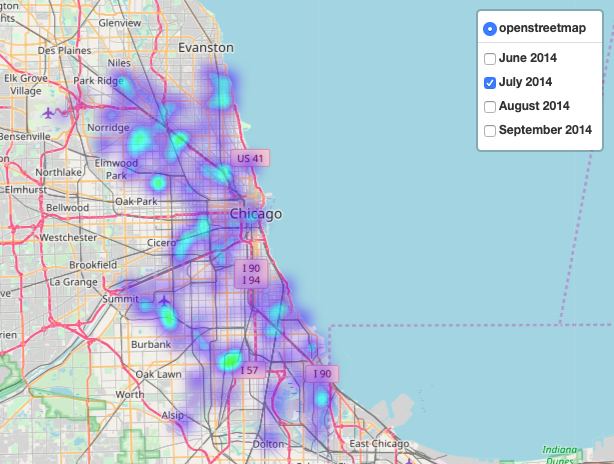 Glenview
openstreetmap
Des Plaines
Evanston
June 2014
Niles
Elk Grove
Village
Park Ridge
July 2014
August 2014
Norridge
Bensenville
September 2014
US 41
Elmwood
Park
Northlake
Elmhurst
Oak Park
Bellwood
Chicago
Westchester
Cicero
Brookfield
I 90
I 94
La Grange
Summit
Burbank
Oak Lawn
I 57
I 90
Worth
Alsip
Dolton
East Chicago
Indiana
Dunes